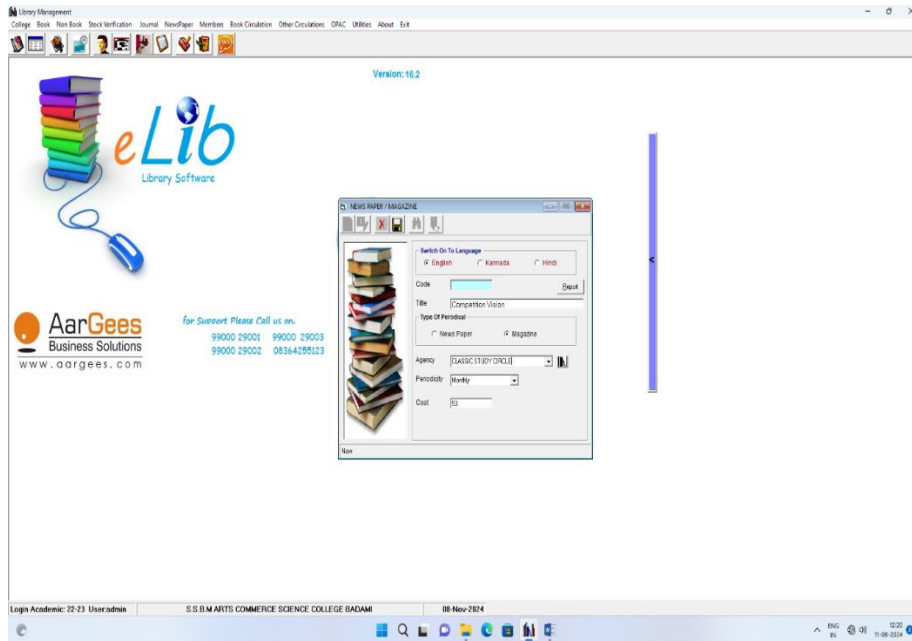 Library Management
College Book Non Book Stock Verification Journal NewsPaper Members Book Circulation Other Circulations OPAC Utilities About Exit
Version: 16.2
eLib
Library Software
AarGees
Business Solutions
www.aargees.com
for Support Please Call us on.
99000 29001 99000 29003
99000 29002 08364255123
NEWS PAPER / MAGAZINE
Switch On To Language
English Kannada Hindi
Code
Report
Title Competition Vision
Type Of Perodical
News Paper Magazine
Agency CLASSIC STUDY CIRCLE
Periodicity Monthly
Cost 50
New
<
Login Academic: 22-23 User:admin S.S.B.M ARTS COMMERCE SCIENCE COLLEGE BADAMI 08-Nov-2024
ENG 12:20
IN 11-08-2024